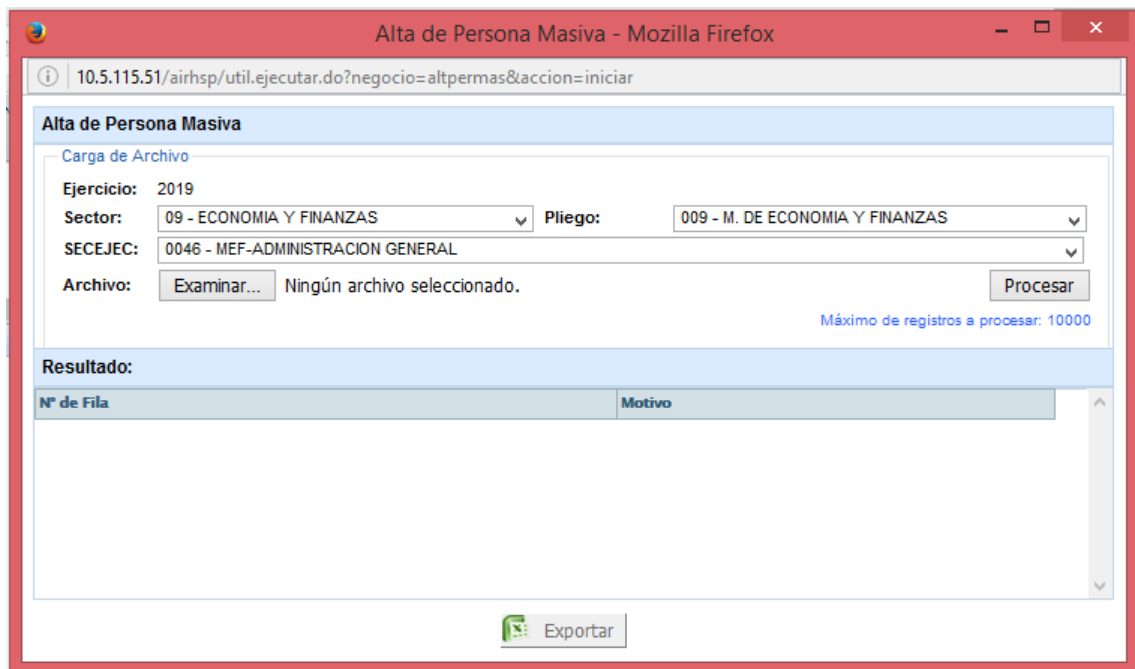 Alta de Persona Masiva - Mozilla Firefox
10.5.115.51/airhsp/util.ejecutar.do?negocio=altpermas&accion=iniciar
Alta de Persona Masiva
Carga de Archivo
Ejercicio: 2019
Sector: 09 - ECONOMIA Y FINANZAS Pliego: 009 - M. DE ECONOMIA Y FINANZAS
SECEJEC: 0046 - MEF-ADMINISTRACION GENERAL
Archivo: Examinar... Ningún archivo seleccionado. Procesar
Máximo de registros a procesar: 10000
Resultado:
Nº de Fila Motivo
Exportar